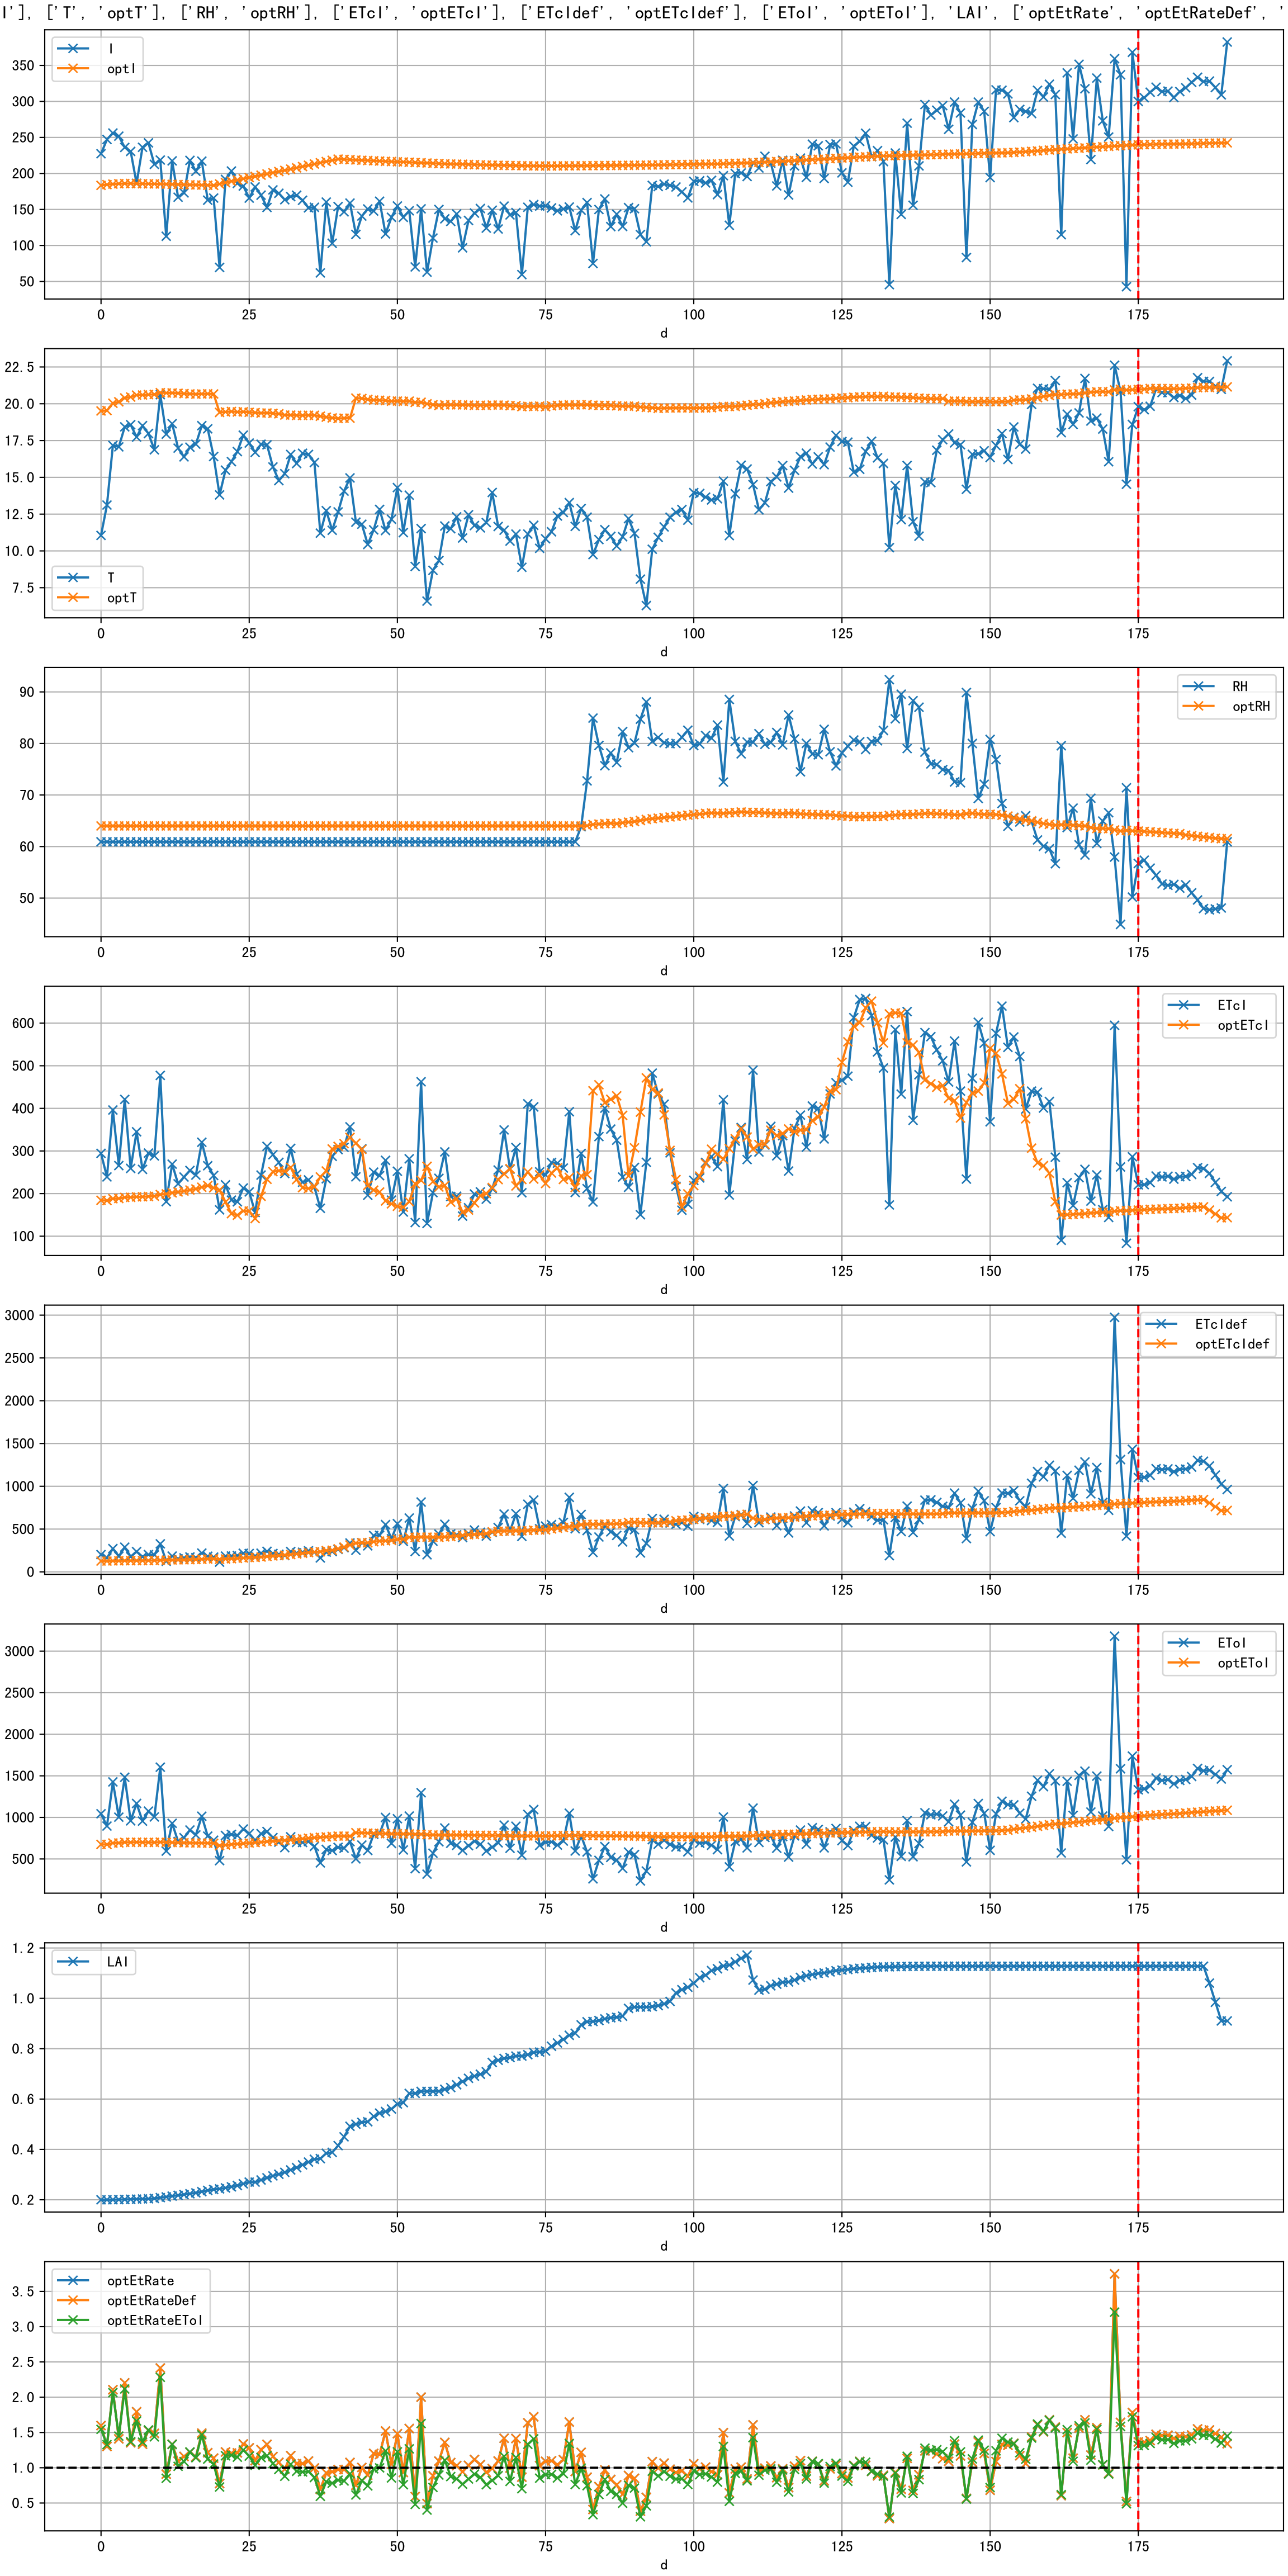 I'], ['T', 'optT'], ['RH', 'optRH'], ['ETcI', 'optETcI'], ['ETcIdef', 'optETcIdef'], ['EToI', 'optEToI'], 'LAI', ['optEtRate', 'optEtRateDef', '
I
optI
350
300
250
200
150
100
50
0 25 50 75 100 125 150 175
d
22.5
20.0
17.5
15.0
12.5
10.0
7.5
T
optT
0 25 50 75 100 125 150 175
d
RH
optRH
90
80
70
60
50
0 25 50 75 100 125 150 175
d
ETcI
optETcI
600
500
400
300
200
100
0 25 50 75 100 125 150 175
d
ETcIdef
optETcIdef
3000
2500
2000
1500
1000
500
0
0 25 50 75 100 125 150 175
d
EToI
optEToI
3000
2500
2000
1500
1000
500
0 25 50 75 100 125 150 175
d
LAI
1.2
1.0
0.8
0.6
0.4
0.2
0 25 50 75 100 125 150 175
d
optEtRate
optEtRateDef
optEtRateEToI
3.5
3.0
2.5
2.0
1.5
1.0
0.5
0 25 50 75 100 125 150 175
d